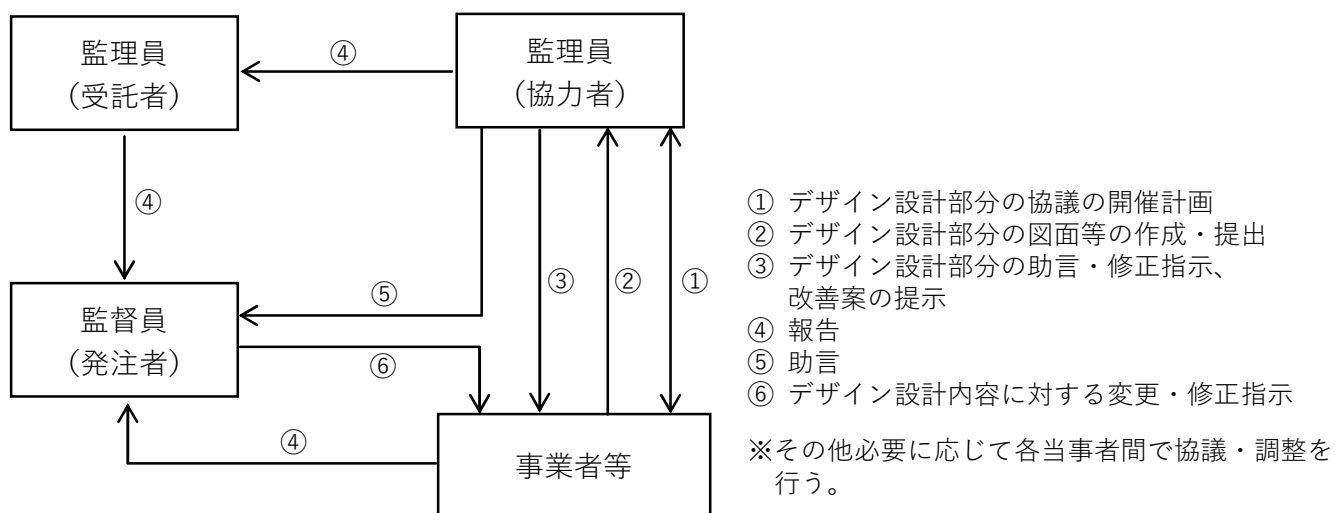 監理員
（受託者）
④
監理員
（協力者）
④
① デザイン設計部分の協議の開催計画
② デザイン設計部分の図面等の作成・提出
③ デザイン設計部分の助言・修正指示、
改善案の提示
④ 報告
⑤ 助言
⑥ デザイン設計内容に対する変更・修正指示
※その他必要に応じて各当事者間で協議・調整を
行う。
⑤
③
②
①
監督員
（発注者）
⑥
④
事業者等